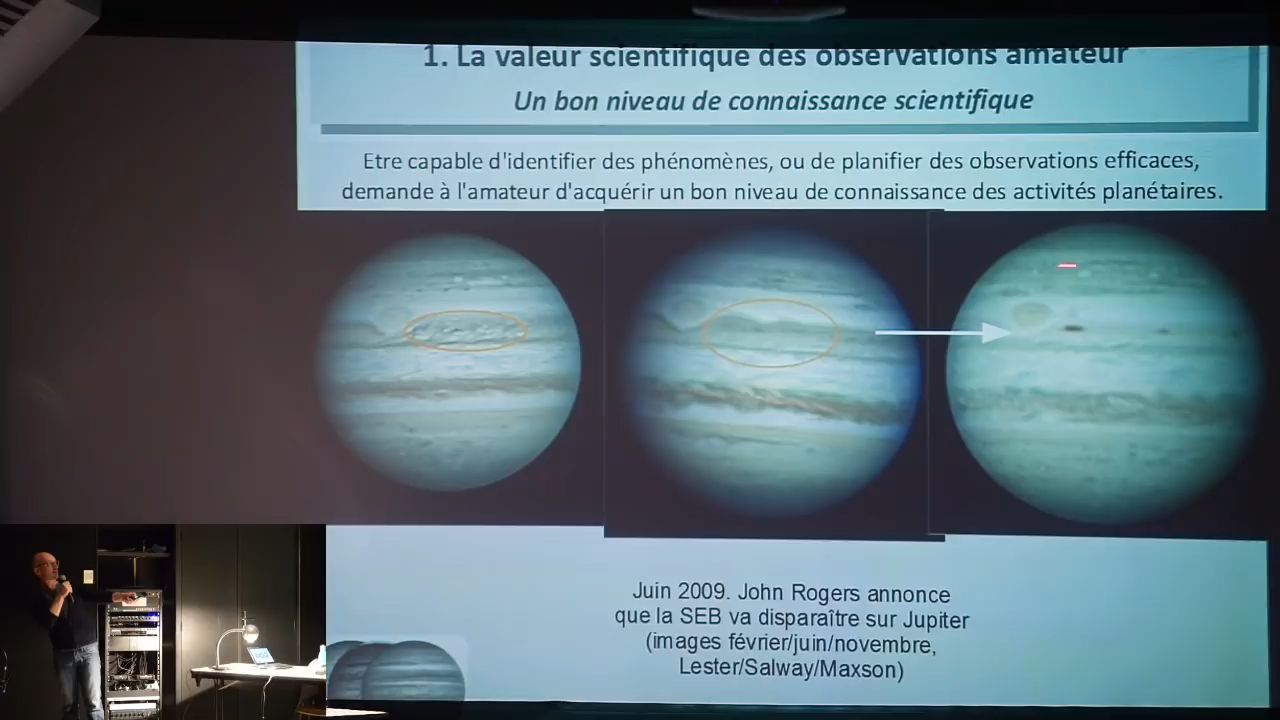 1. La valeur scientifique des observations amateur
Un bon niveau de connaissance scientifique
Etre capable d'identifier des phénomènes, ou de planifier des observations efficaces,
demande à l'amateur d'acquérir un bon niveau de connaissance des activités planétaires.
Juin 2009. John Rogers annonce
que la SEB va disparaître sur Jupiter
(images février/juin/novembre,
Lester/Salway/Maxson)